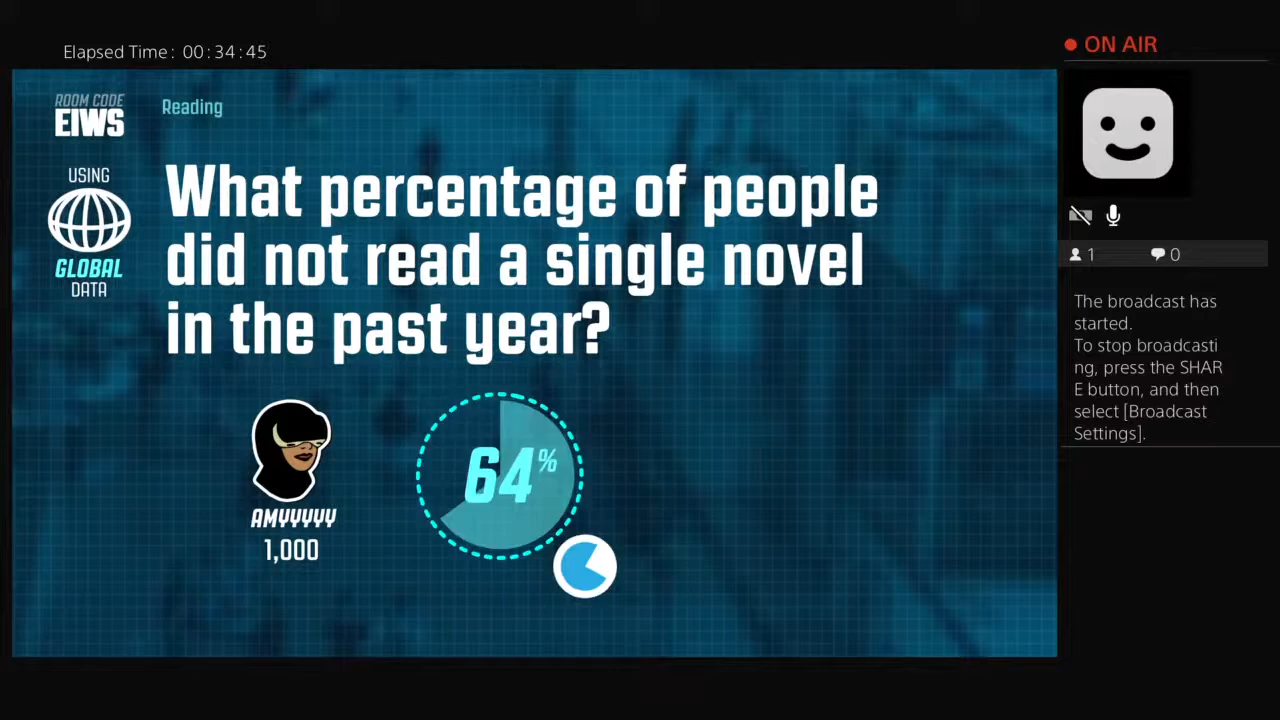 Elapsed Time: 00:34:45
ON AIR
ROOM CODE
EIWS
Reading
USING
GLOBAL
DATA
What percentage of people
did not read a single novel
in the past year?
64%
AMYYYYY
1,000
1
0
The broadcast has
started.
To stop broadcasti
ng, press the SHAR
E button, and then
select [Broadcast
Settings].